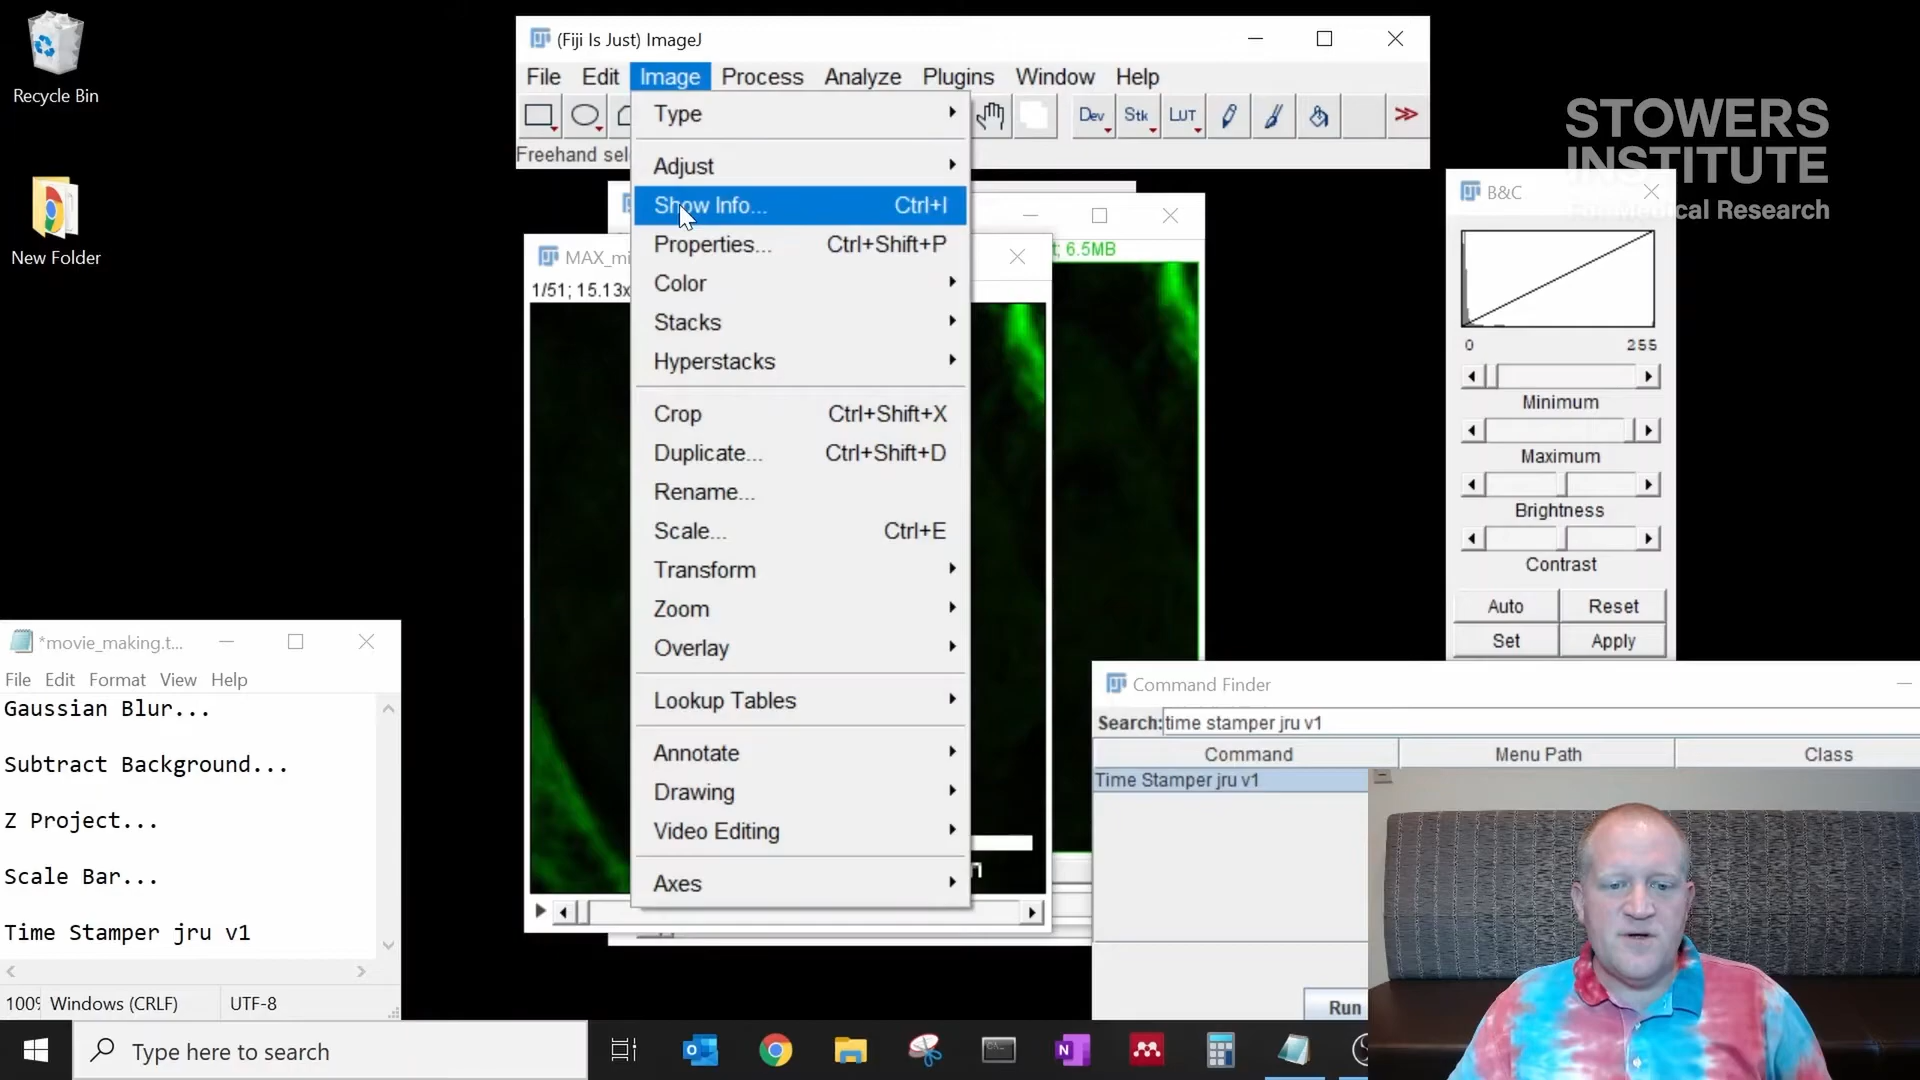 Recycle Bin
New Folder
(Fiji Is Just) ImageJ
File Edit Image Process Analyze Plugins Window Help
Dev Stk LUT
Freehand sel
Type
Adjust
Show Info... Ctrl+I
Properties... Ctrl+Shift+P
Color
Stacks
Hyperstacks
Crop Ctrl+Shift+X
Duplicate... Ctrl+Shift+D
Rename...
Scale... Ctrl+E
Transform
Zoom
Overlay
Lookup Tables
Annotate
Drawing
Video Editing
Axes
MAX_mi
1/51; 15.13x
t; 6.5MB
STOWERS
INSTITUTE
cal Research
B&C
0 255
Minimum
Maximum
Brightness
Contrast
Auto Reset
Set Apply
*movie_making.t...
File Edit Format View Help
Gaussian Blur...
Subtract Background...
Z Project...
Scale Bar...
Time Stamper jru v1
100% Windows (CRLF) UTF-8
Command Finder
Search: time stamper jru v1
Command Menu Path Class
Time Stamper jru v1
Run
Type here to search